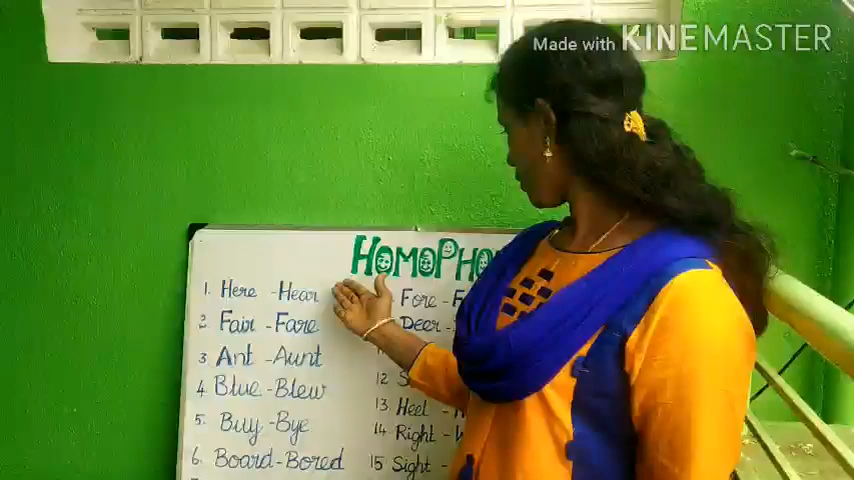 Made with KINEMASTER
HOMOPHO
1. Here - Hear
2. Fair - Fare
3. Ant - Aunt
4. Blue - Blew
5. Buy - Bye
6. Board - Bored
Fore - F
Deer -
12
13. Heel -
14. Right -
15 Sight -